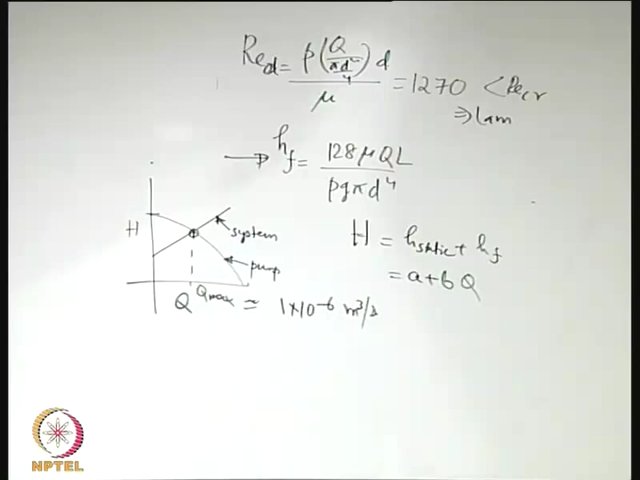 Re_d = ρ(Q/(πd²/4))d / μ = 1270 < Re_cr
⇒ Lam
→ h_f = 128μQL / ρgπd⁴
H
system
pump
H = h_static + h_f
= a + bQ
Q Qmax ≃ 1×10⁻⁶ m³/s
NPTEL